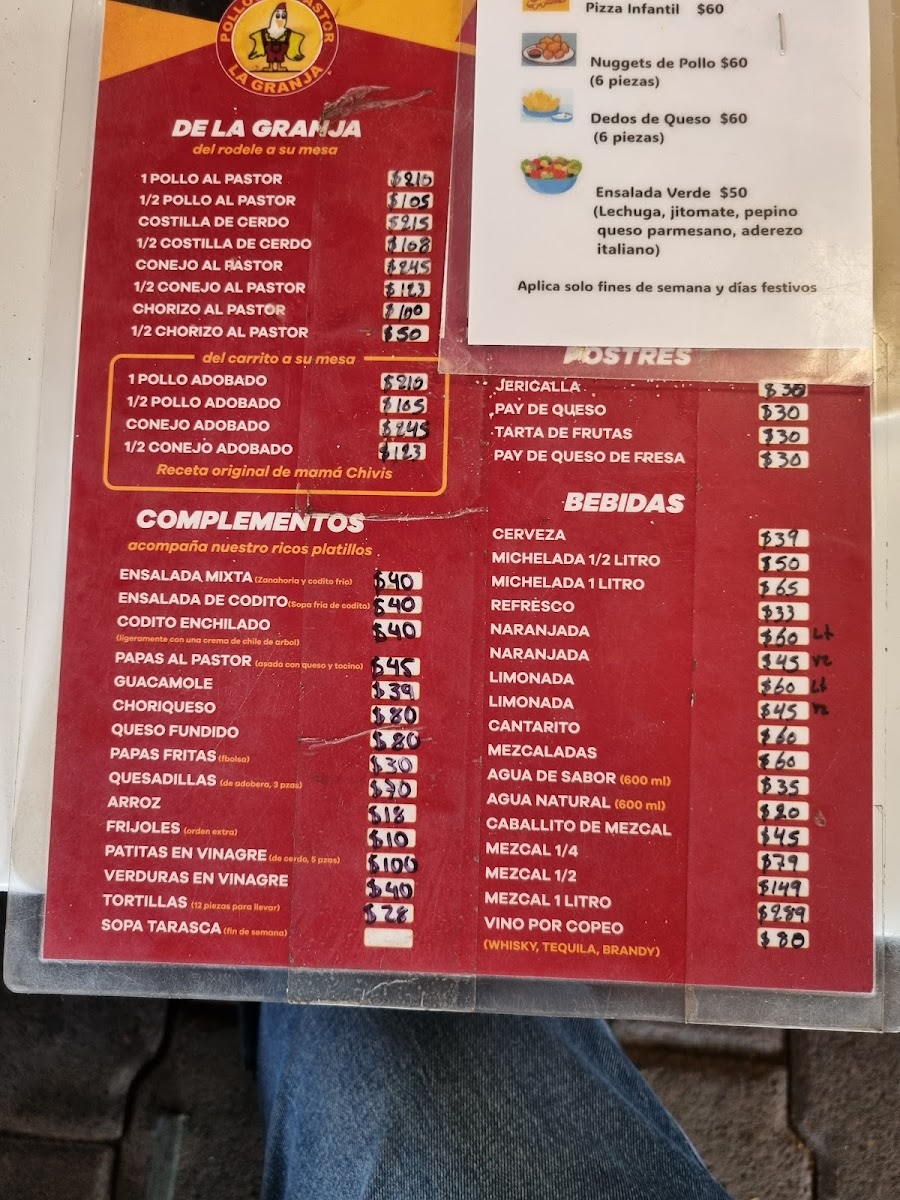 POLLO PASTOR
LA GRANJA
DE LA GRANJA
del rodele a su mesa
1 POLLO AL PASTOR $210
1/2 POLLO AL PASTOR $105
COSTILLA DE CERDO $215
1/2 COSTILLA DE CERDO $108
CONEJO AL PASTOR $245
1/2 CONEJO AL PASTOR $123
CHORIZO AL PASTOR $100
1/2 CHORIZO AL PASTOR $50
del carrito a su mesa
1 POLLO ADOBADO $210
1/2 POLLO ADOBADO $105
CONEJO ADOBADO $245
1/2 CONEJO ADOBADO $123
Receta original de mamá Chivis
COMPLEMENTOS
acompaña nuestro ricos platillos
ENSALADA MIXTA (Zanahoria y codito frio) $40
ENSALADA DE CODITO (Sopa fria de codito) $40
CODITO ENCHILADO $40
(ligeramente con una crema de chile de arbol)
PAPAS AL PASTOR (asada con queso y tocino) $45
GUACAMOLE $39
CHORIQUESO $80
QUESO FUNDIDO $80
PAPAS FRITAS (fbolsa) $30
QUESADILLAS (de adobera, 3 pzas) $70
ARROZ $18
FRIJOLES (orden extra) $10
PATITAS EN VINAGRE (de cerdo, 5 pzas) $100
VERDURAS EN VINAGRE $40
TORTILLAS (12 piezas para llevar) $28
SOPA TARASCA (fin de semana)
Pizza Infantil $60
Nuggets de Pollo $60
(6 piezas)
Dedos de Queso $60
(6 piezas)
Ensalada Verde $50
(Lechuga, jitomate, pepino
queso parmesano, aderezo
italiano)
Aplica solo fines de semana y días festivos
POSTRES
JERICALLA $30
PAY DE QUESO $30
TARTA DE FRUTAS $30
PAY DE QUESO DE FRESA $30
BEBIDAS
CERVEZA $39
MICHELADA 1/2 LITRO $50
MICHELADA 1 LITRO $65
REFRESCO $33
NARANJADA $60 Lt
NARANJADA $45 1/2
LIMONADA $60 Lt
LIMONADA $45 1/2
CANTARITO $60
MEZCALADAS $60
AGUA DE SABOR (600 ml) $35
AGUA NATURAL (600 ml) $20
CABALLITO DE MEZCAL $45
MEZCAL 1/4 $79
MEZCAL 1/2 $149
MEZCAL 1 LITRO $289
VINO POR COPEO $80
(WHISKY, TEQUILA, BRANDY)